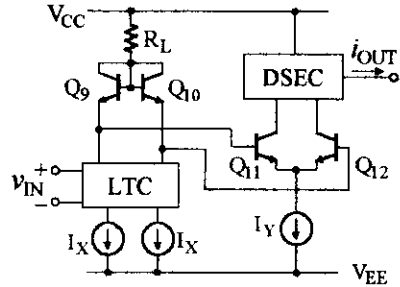 V_CC
R_L
i_OUT
DSEC
Q_9
Q_10
Q_11
Q_12
v_IN
+
−
LTC
I_X
I_X
I_Y
V_EE